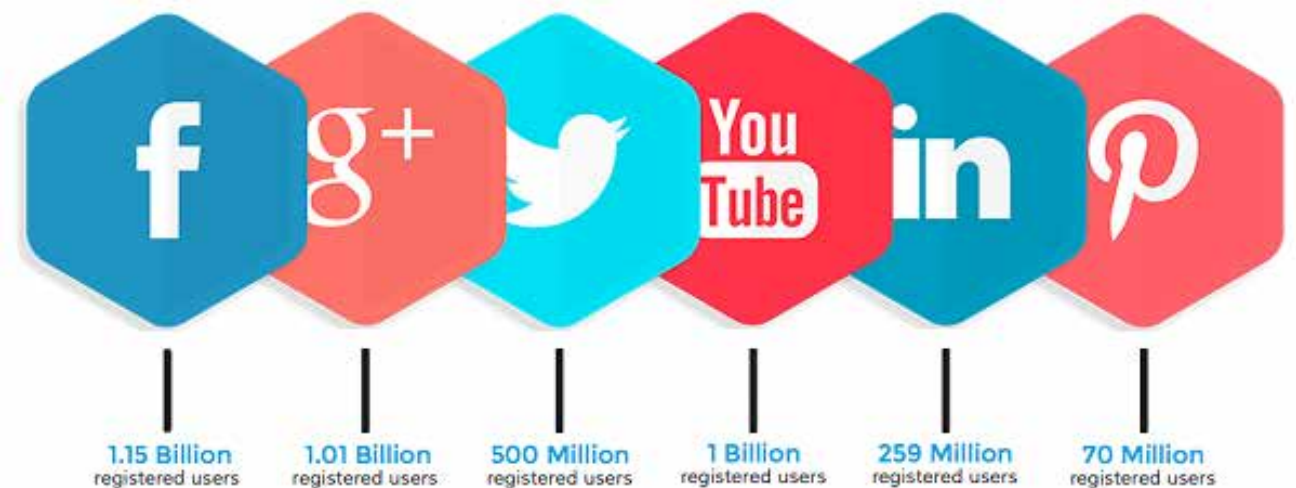 f
g+
You
Tube
in
1.15 Billion
registered users
1.01 Billion
registered users
500 Million
registered users
1 Billion
registered users
259 Million
registered users
70 Million
registered users